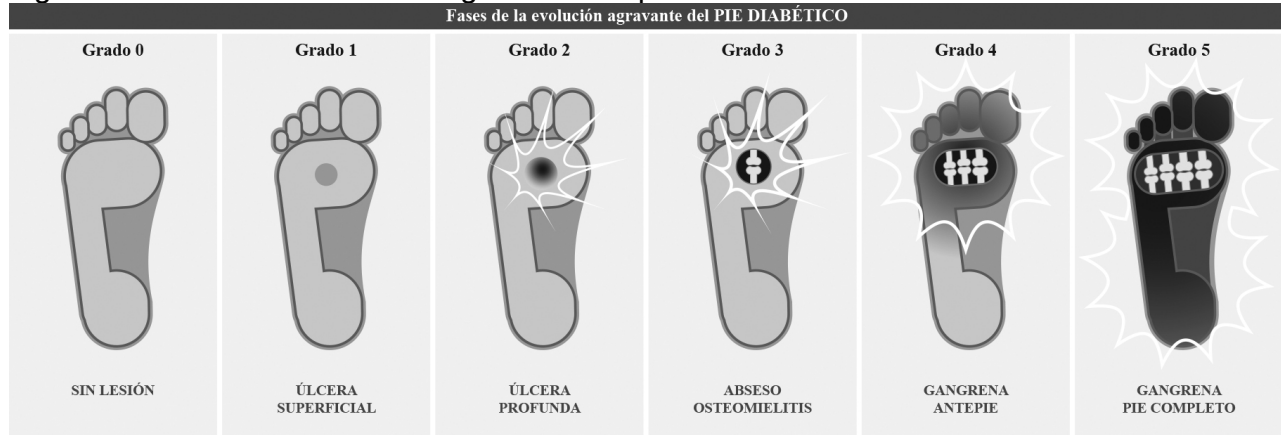 Fases de la evolución agravante del PIE DIABÉTICO
Grado 0
Grado 1
Grado 2
Grado 3
Grado 4
Grado 5
SIN LESIÓN
ÚLCERA
SUPERFICIAL
ÚLCERA
PROFUNDA
ABSESO
OSTEOMIELITIS
GANGRENA
ANTEPIE
GANGRENA
PIE COMPLETO